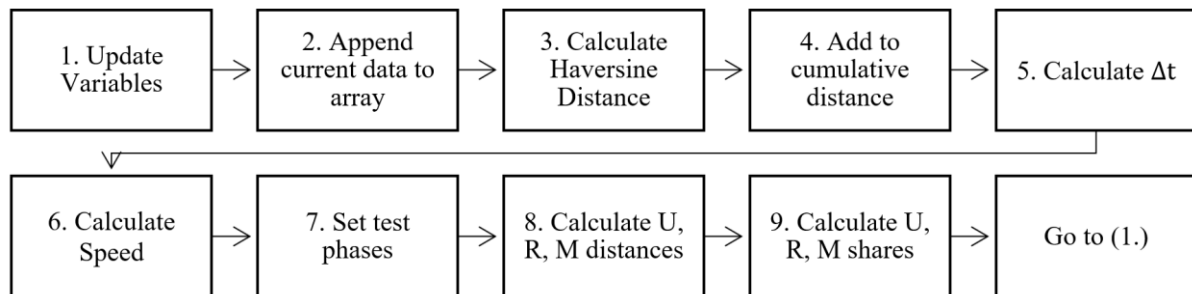 1. Update
Variables
2. Append
current data to
array
3. Calculate
Haversine
Distance
4. Add to
cumulative
distance
5. Calculate Δt
6. Calculate
Speed
7. Set test
phases
8. Calculate U,
R, M distances
9. Calculate U,
R, M shares
Go to (1.)